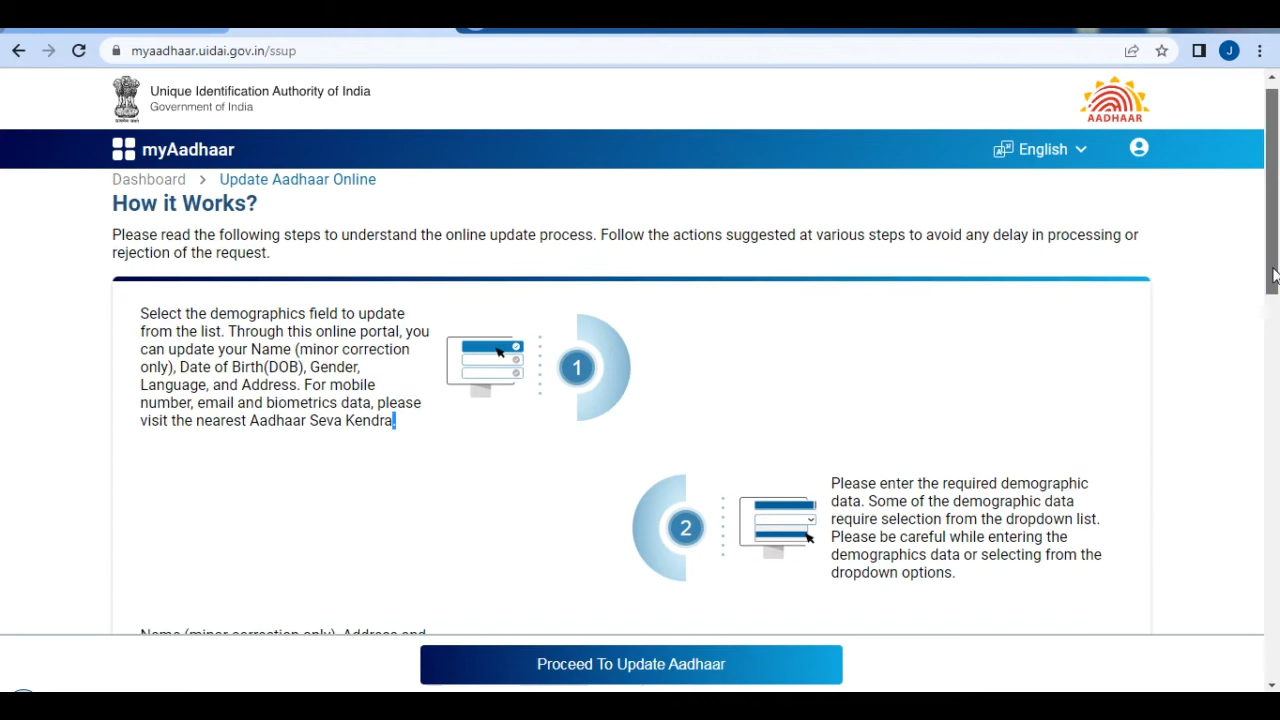 myaadhaar.uidai.gov.in/ssup
J
Unique Identification Authority of India
Government of India
AADHAAR
myAadhaar
English
Dashboard > Update Aadhaar Online
How it Works?
Please read the following steps to understand the online update process. Follow the actions suggested at various steps to avoid any delay in processing or
rejection of the request.
Select the demographics field to update
from the list. Through this online portal, you
can update your Name (minor correction
only), Date of Birth(DOB), Gender,
Language, and Address. For mobile
number, email and biometrics data, please
visit the nearest Aadhaar Seva Kendra.
1
2
Please enter the required demographic
data. Some of the demographic data
require selection from the dropdown list.
Please be careful while entering the
demographics data or selecting from the
dropdown options.
Name (minor correction only), Address and
Proceed To Update Aadhaar